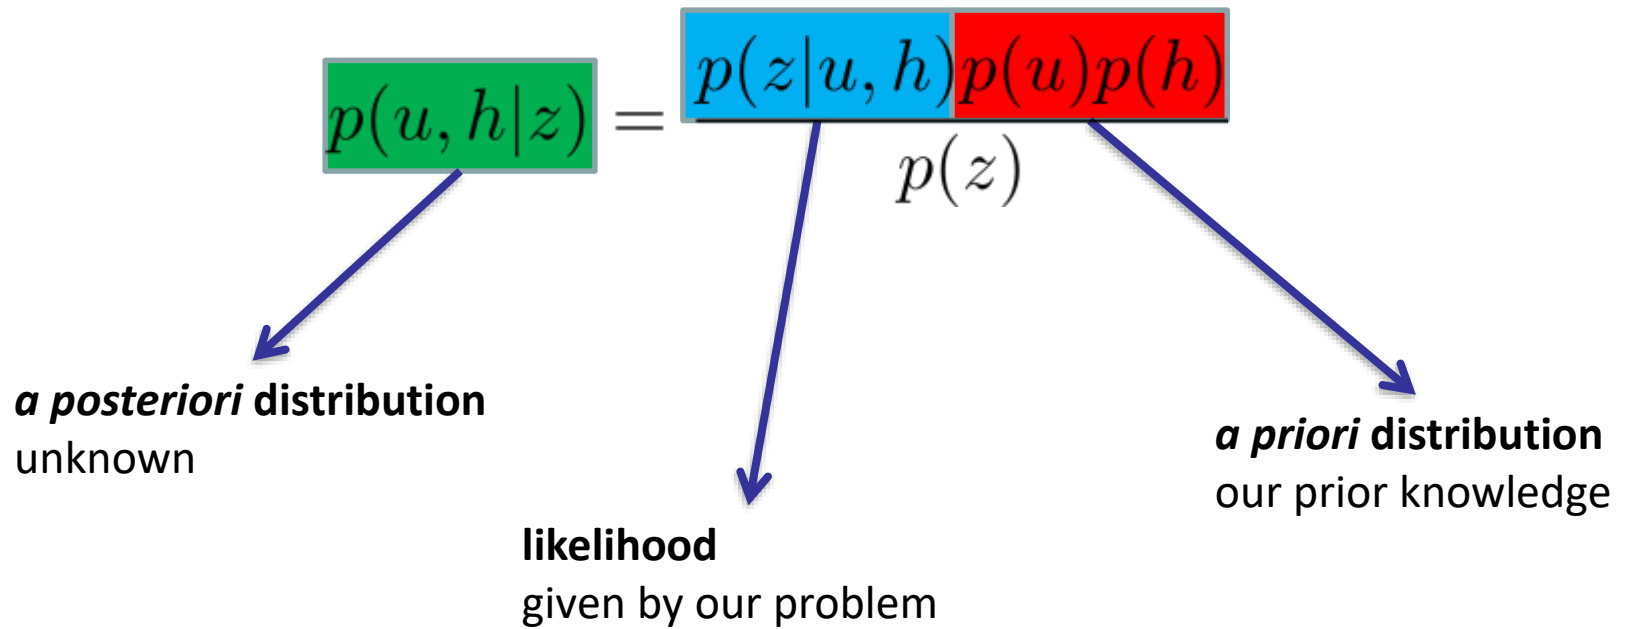 p(u, h|z) = p(z|u, h)p(u)p(h)
p(z)
a posteriori distribution
unknown
a priori distribution
our prior knowledge
likelihood
given by our problem